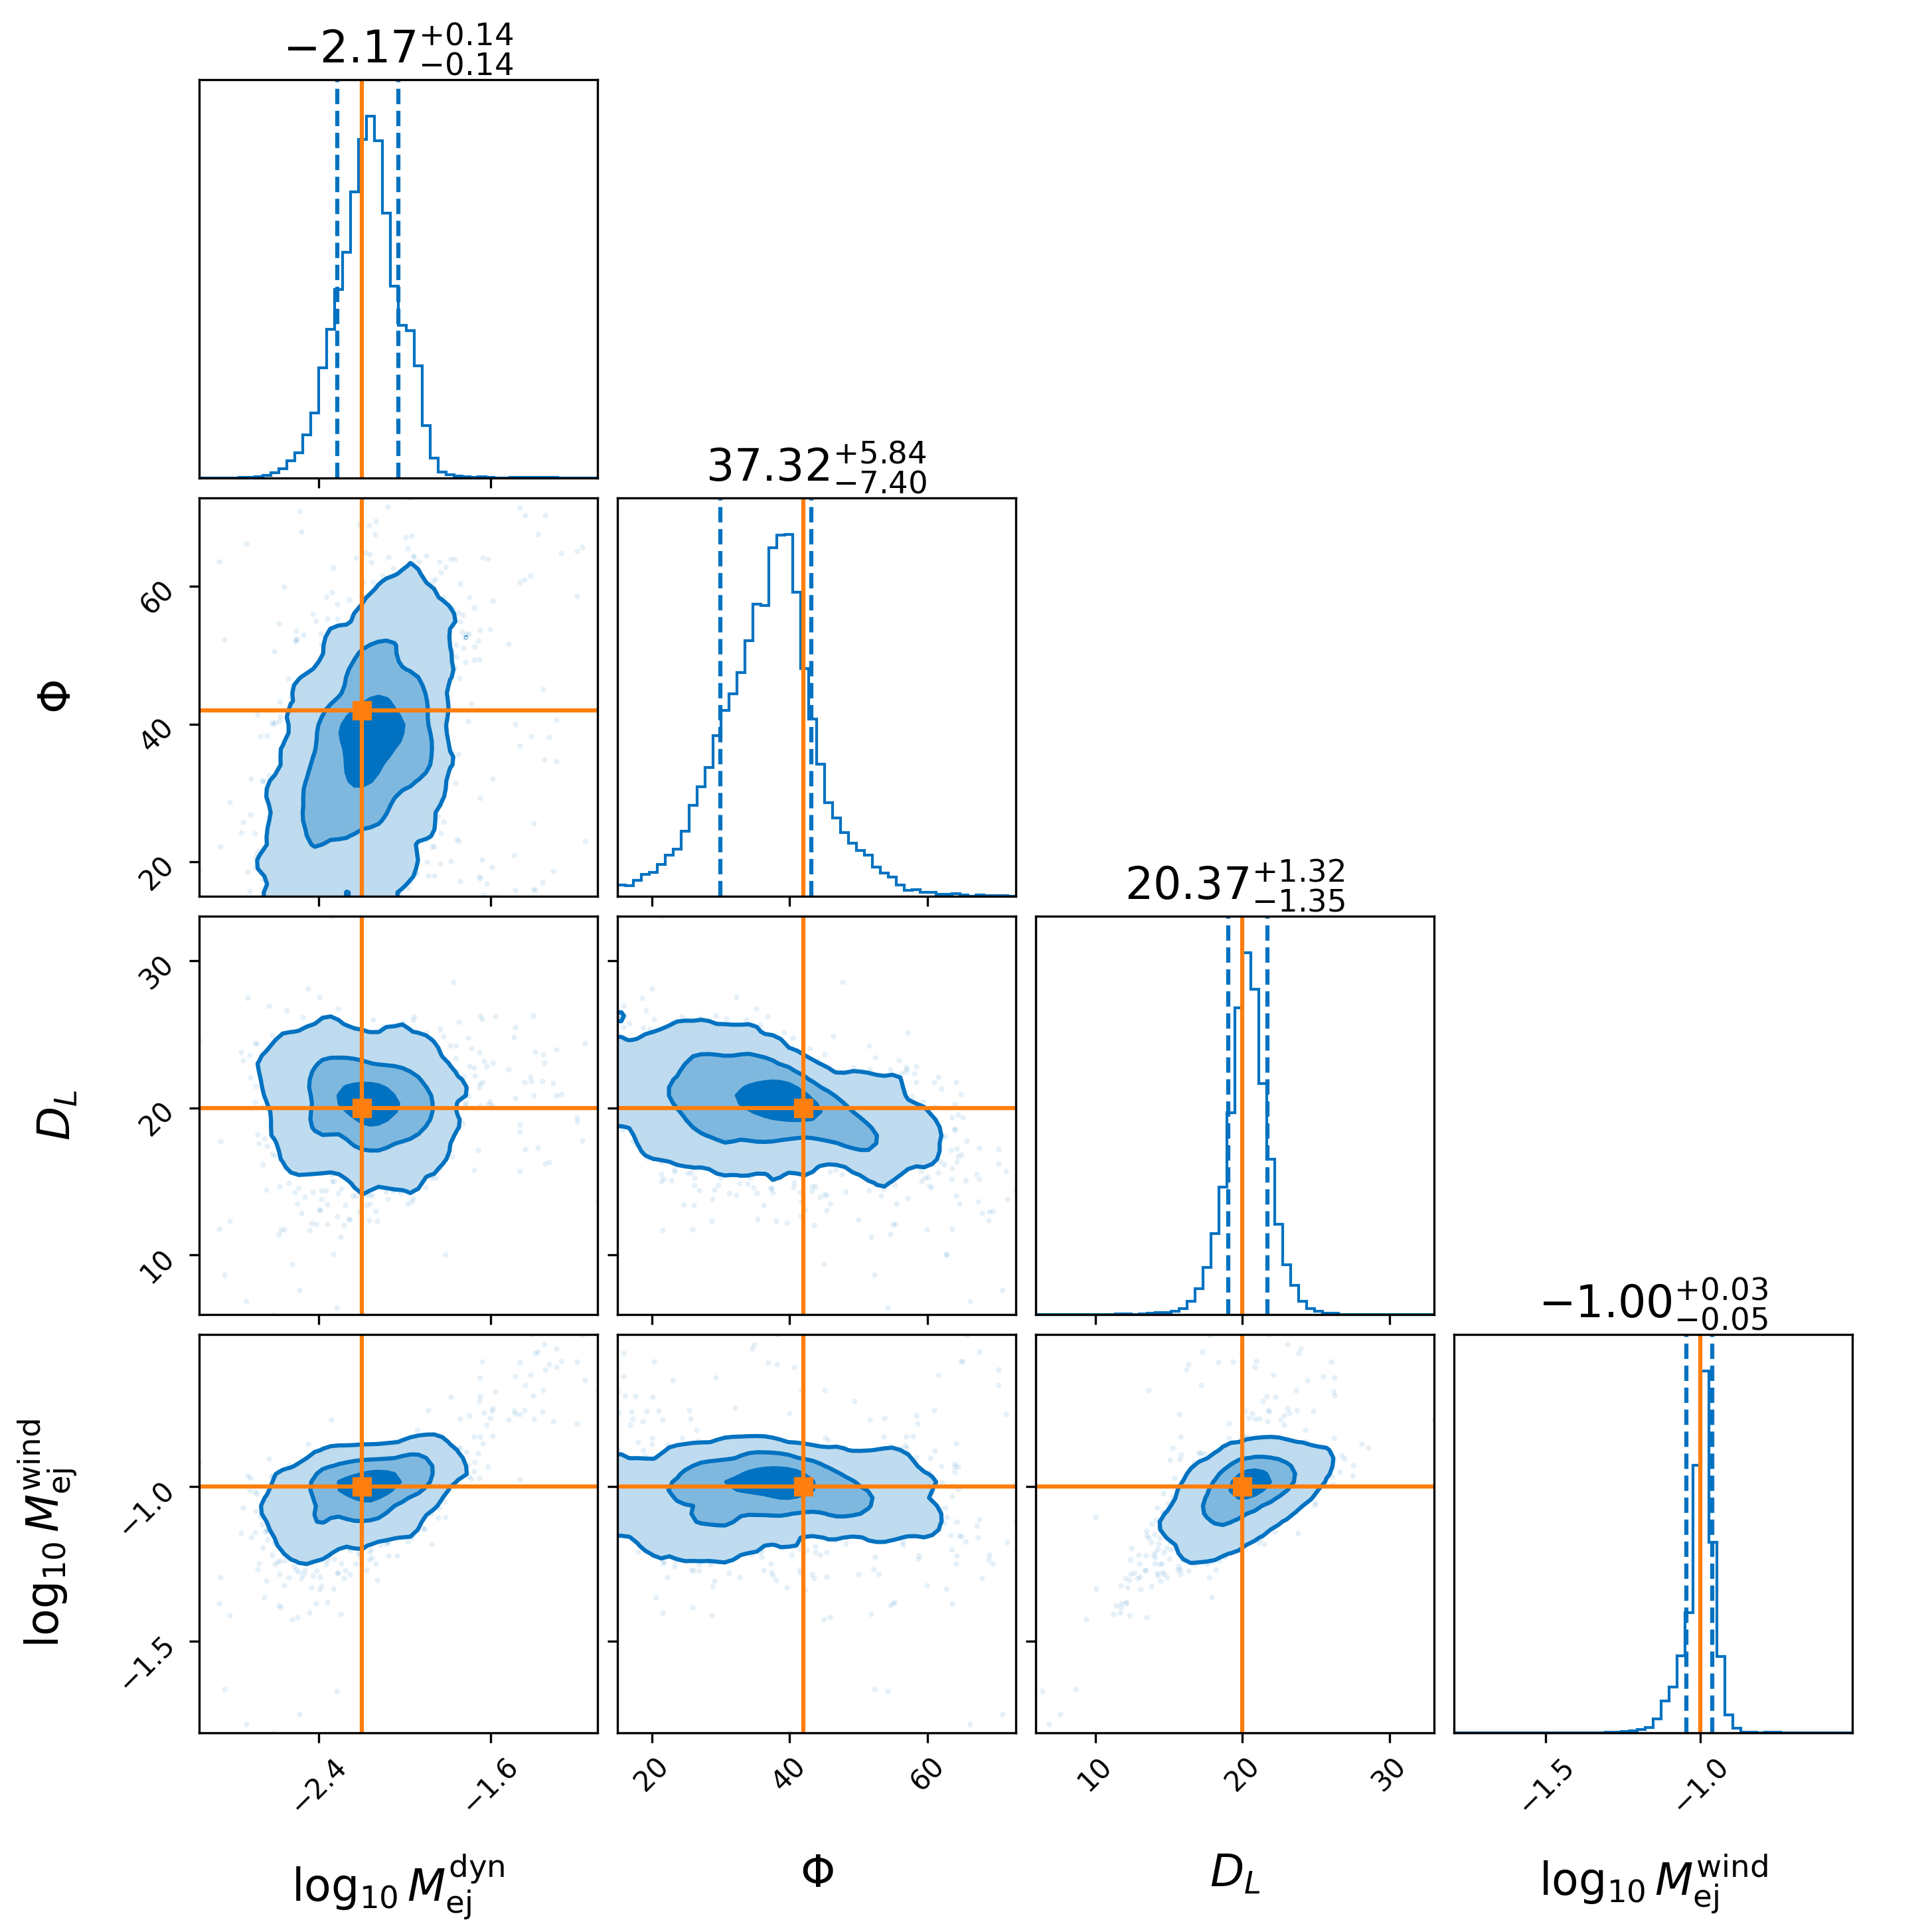 −2.17+0.14−0.14
37.32+5.84−7.40
Φ
60
40
20
20.37+1.32−1.35
D_L
30
20
10
−1.00+0.03−0.05
log10 M_ej^wind
−1.0
−1.5
−2.4 −1.6 20 40 60 10 20 30 −1.5 −1.0
log10 M_ej^dyn Φ D_L log10 M_ej^wind